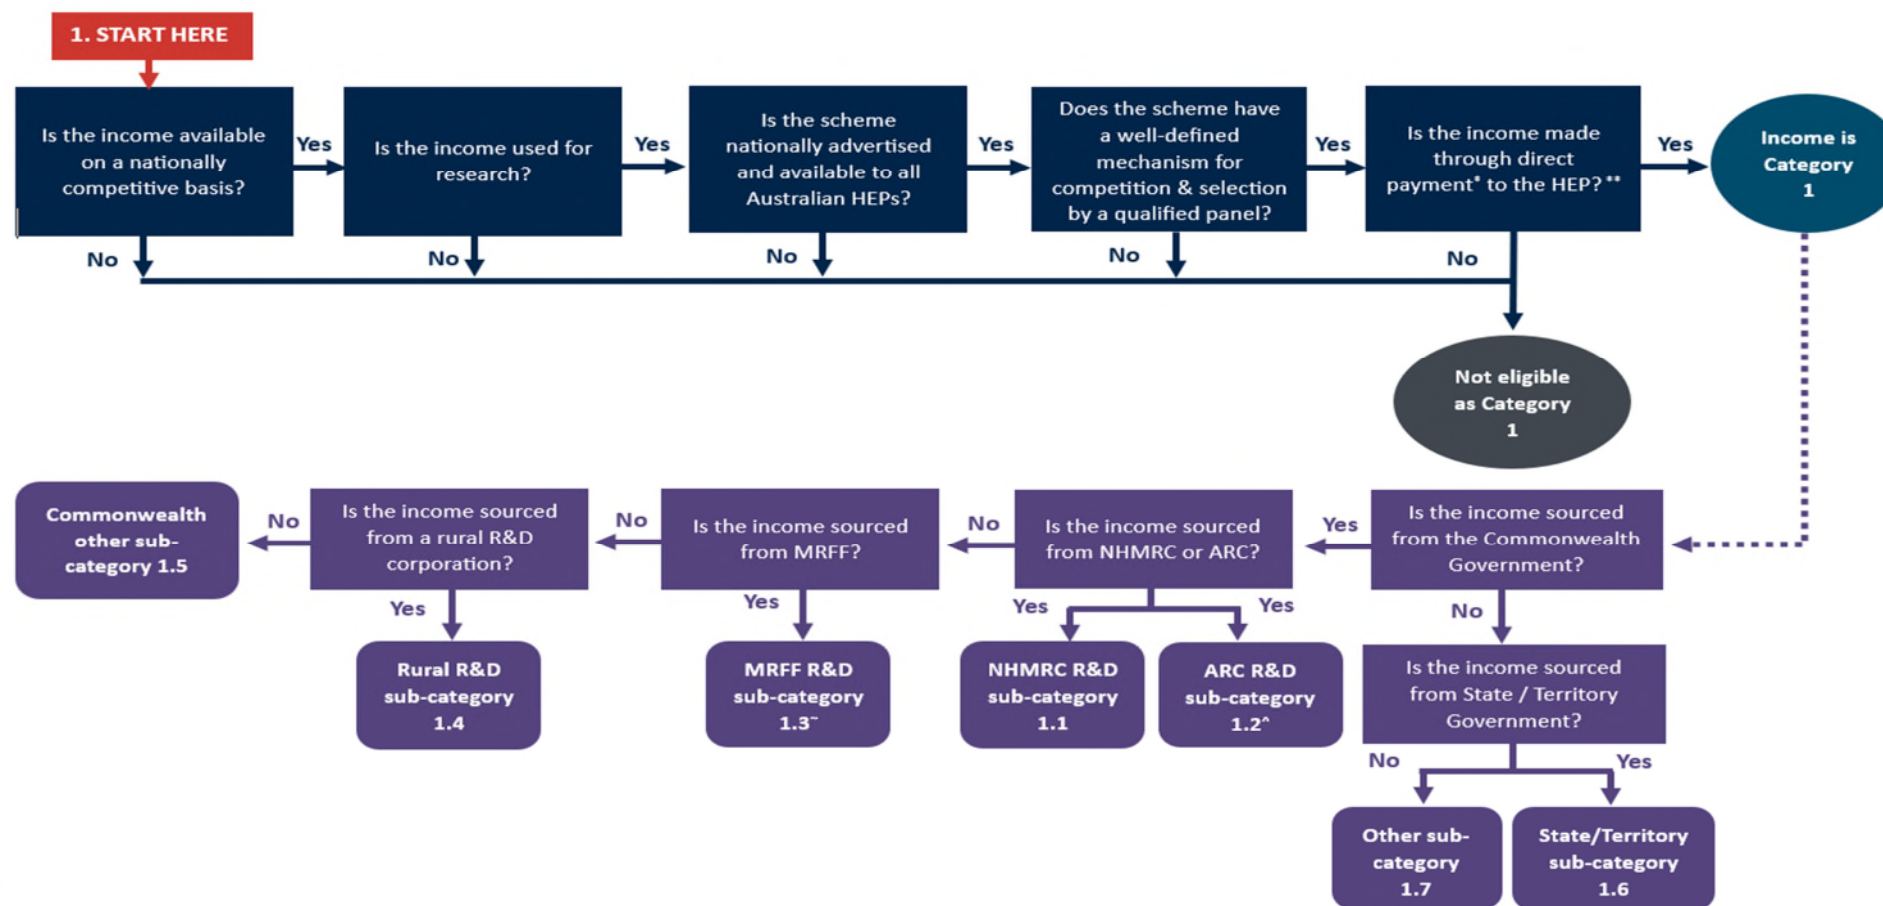 1. START HERE
Is the income available
on a nationally
competitive basis?
Yes
Is the income used for
research?
Yes
Is the scheme
nationally advertised
and available to all
Australian HEPs?
Yes
Does the scheme have
a well-defined
mechanism for
competition & selection
by a qualified panel?
Yes
Is the income made
through direct
payment* to the HEP?**
Yes
Income is
Category
1
No
No
No
No
No
Not eligible
as Category
1
Commonwealth
other sub-
category 1.5
No
Is the income sourced
from a rural R&D
corporation?
No
Is the income sourced
from MRFF?
No
Is the income sourced
from NHMRC or ARC?
Yes
Is the income sourced
from the Commonwealth
Government?
Yes
Yes
Yes
Yes
No
Rural R&D
sub-category
1.4
MRFF R&D
sub-category
1.3~
NHMRC R&D
sub-category
1.1
ARC R&D
sub-category
1.2^
Is the income sourced
from State / Territory
Government?
No
Yes
Other sub-
category
1.7
State/Territory
sub-category
1.6